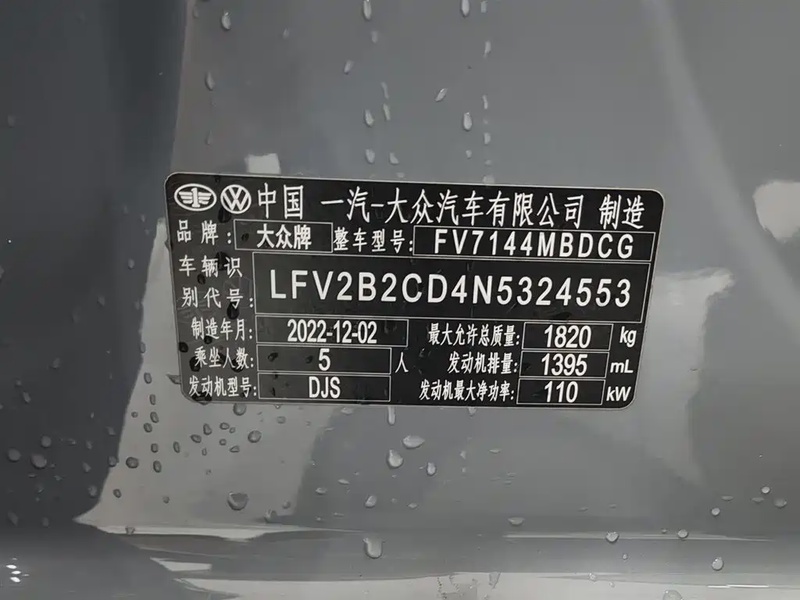 中国 一汽-大众汽车有限公司 制造
品牌: 大众牌 整车型号: FV7144MBDCG
车辆识别代号: LFV2B2CD4N5324553
制造年月: 2022-12-02 最大允许总质量: 1820 kg
乘坐人数: 5 人 发动机排量: 1395 mL
发动机型号: DJS 发动机最大净功率: 110 kW